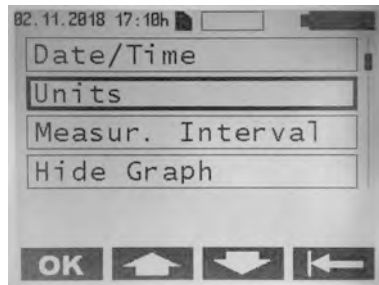 02.11.2018 17:10h
Date/Time
Units
Measur. Interval
Hide Graph
OK